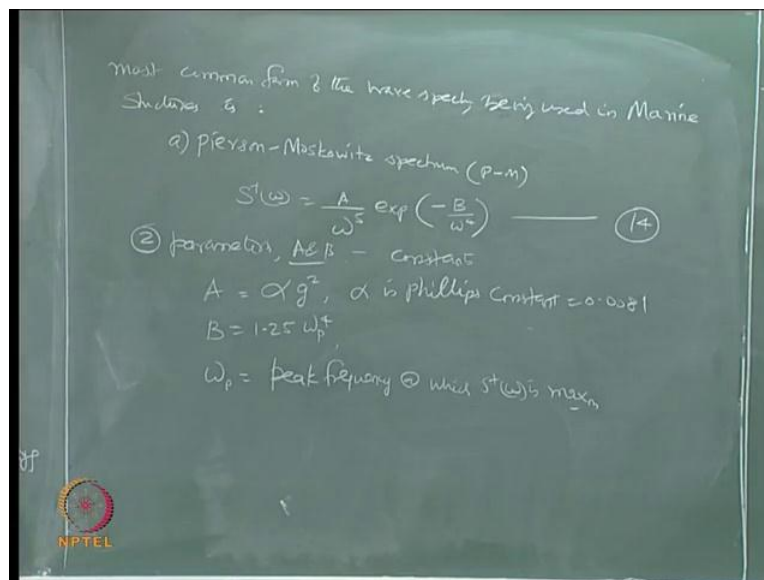 most common form of the wave spectra being used in Marine
Structures is :
a) Pierson-Moskowitz spectrum (P-M)
S⁺(ω) = A/ω⁵ exp (-B/ω⁴) ——— (14)
② parameters, A & B - constants
A = αg², α is phillips constant = 0.0081
B = 1.25 ωp⁴
ωp = peak frequency @ which S⁺(ω) is maxm
NPTEL